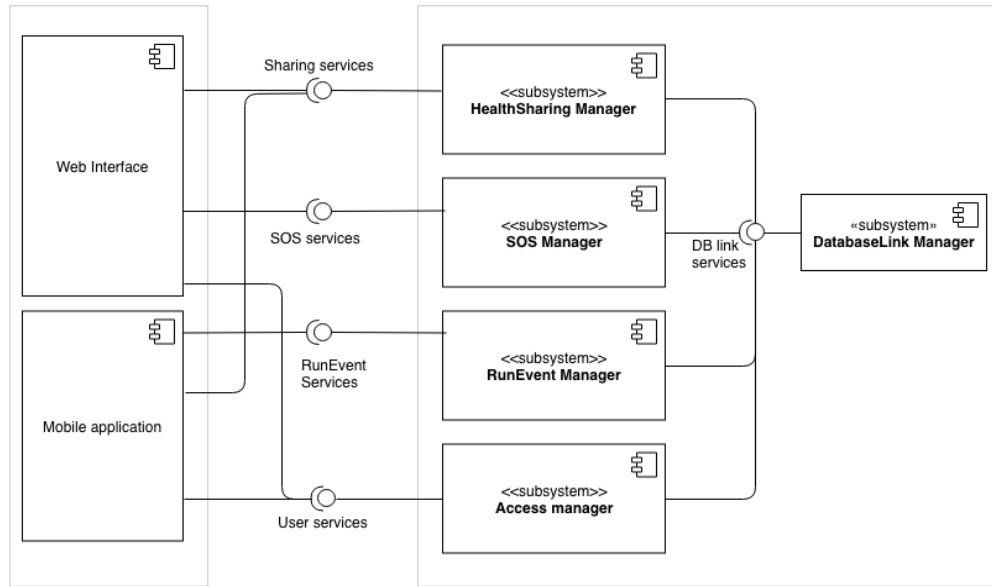 Web Interface
Mobile application
Sharing services
SOS services
RunEvent
Services
User services
<<subsystem>>
HealthSharing Manager
<<subsystem>>
SOS Manager
<<subsystem>>
RunEvent Manager
<<subsystem>>
Access manager
DB link
services
«subsystem»
DatabaseLink Manager